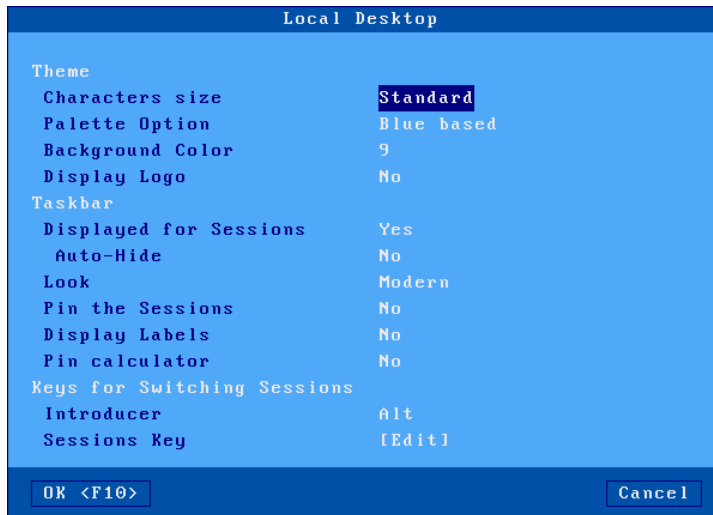 Local Desktop
Theme
Characters size Standard
Palette Option Blue based
Background Color 9
Display Logo No
Taskbar
Displayed for Sessions Yes
Auto-Hide No
Look Modern
Pin the Sessions No
Display Labels No
Pin calculator No
Keys for Switching Sessions
Introducer Alt
Sessions Key [Edit]
OK <F10> Cancel